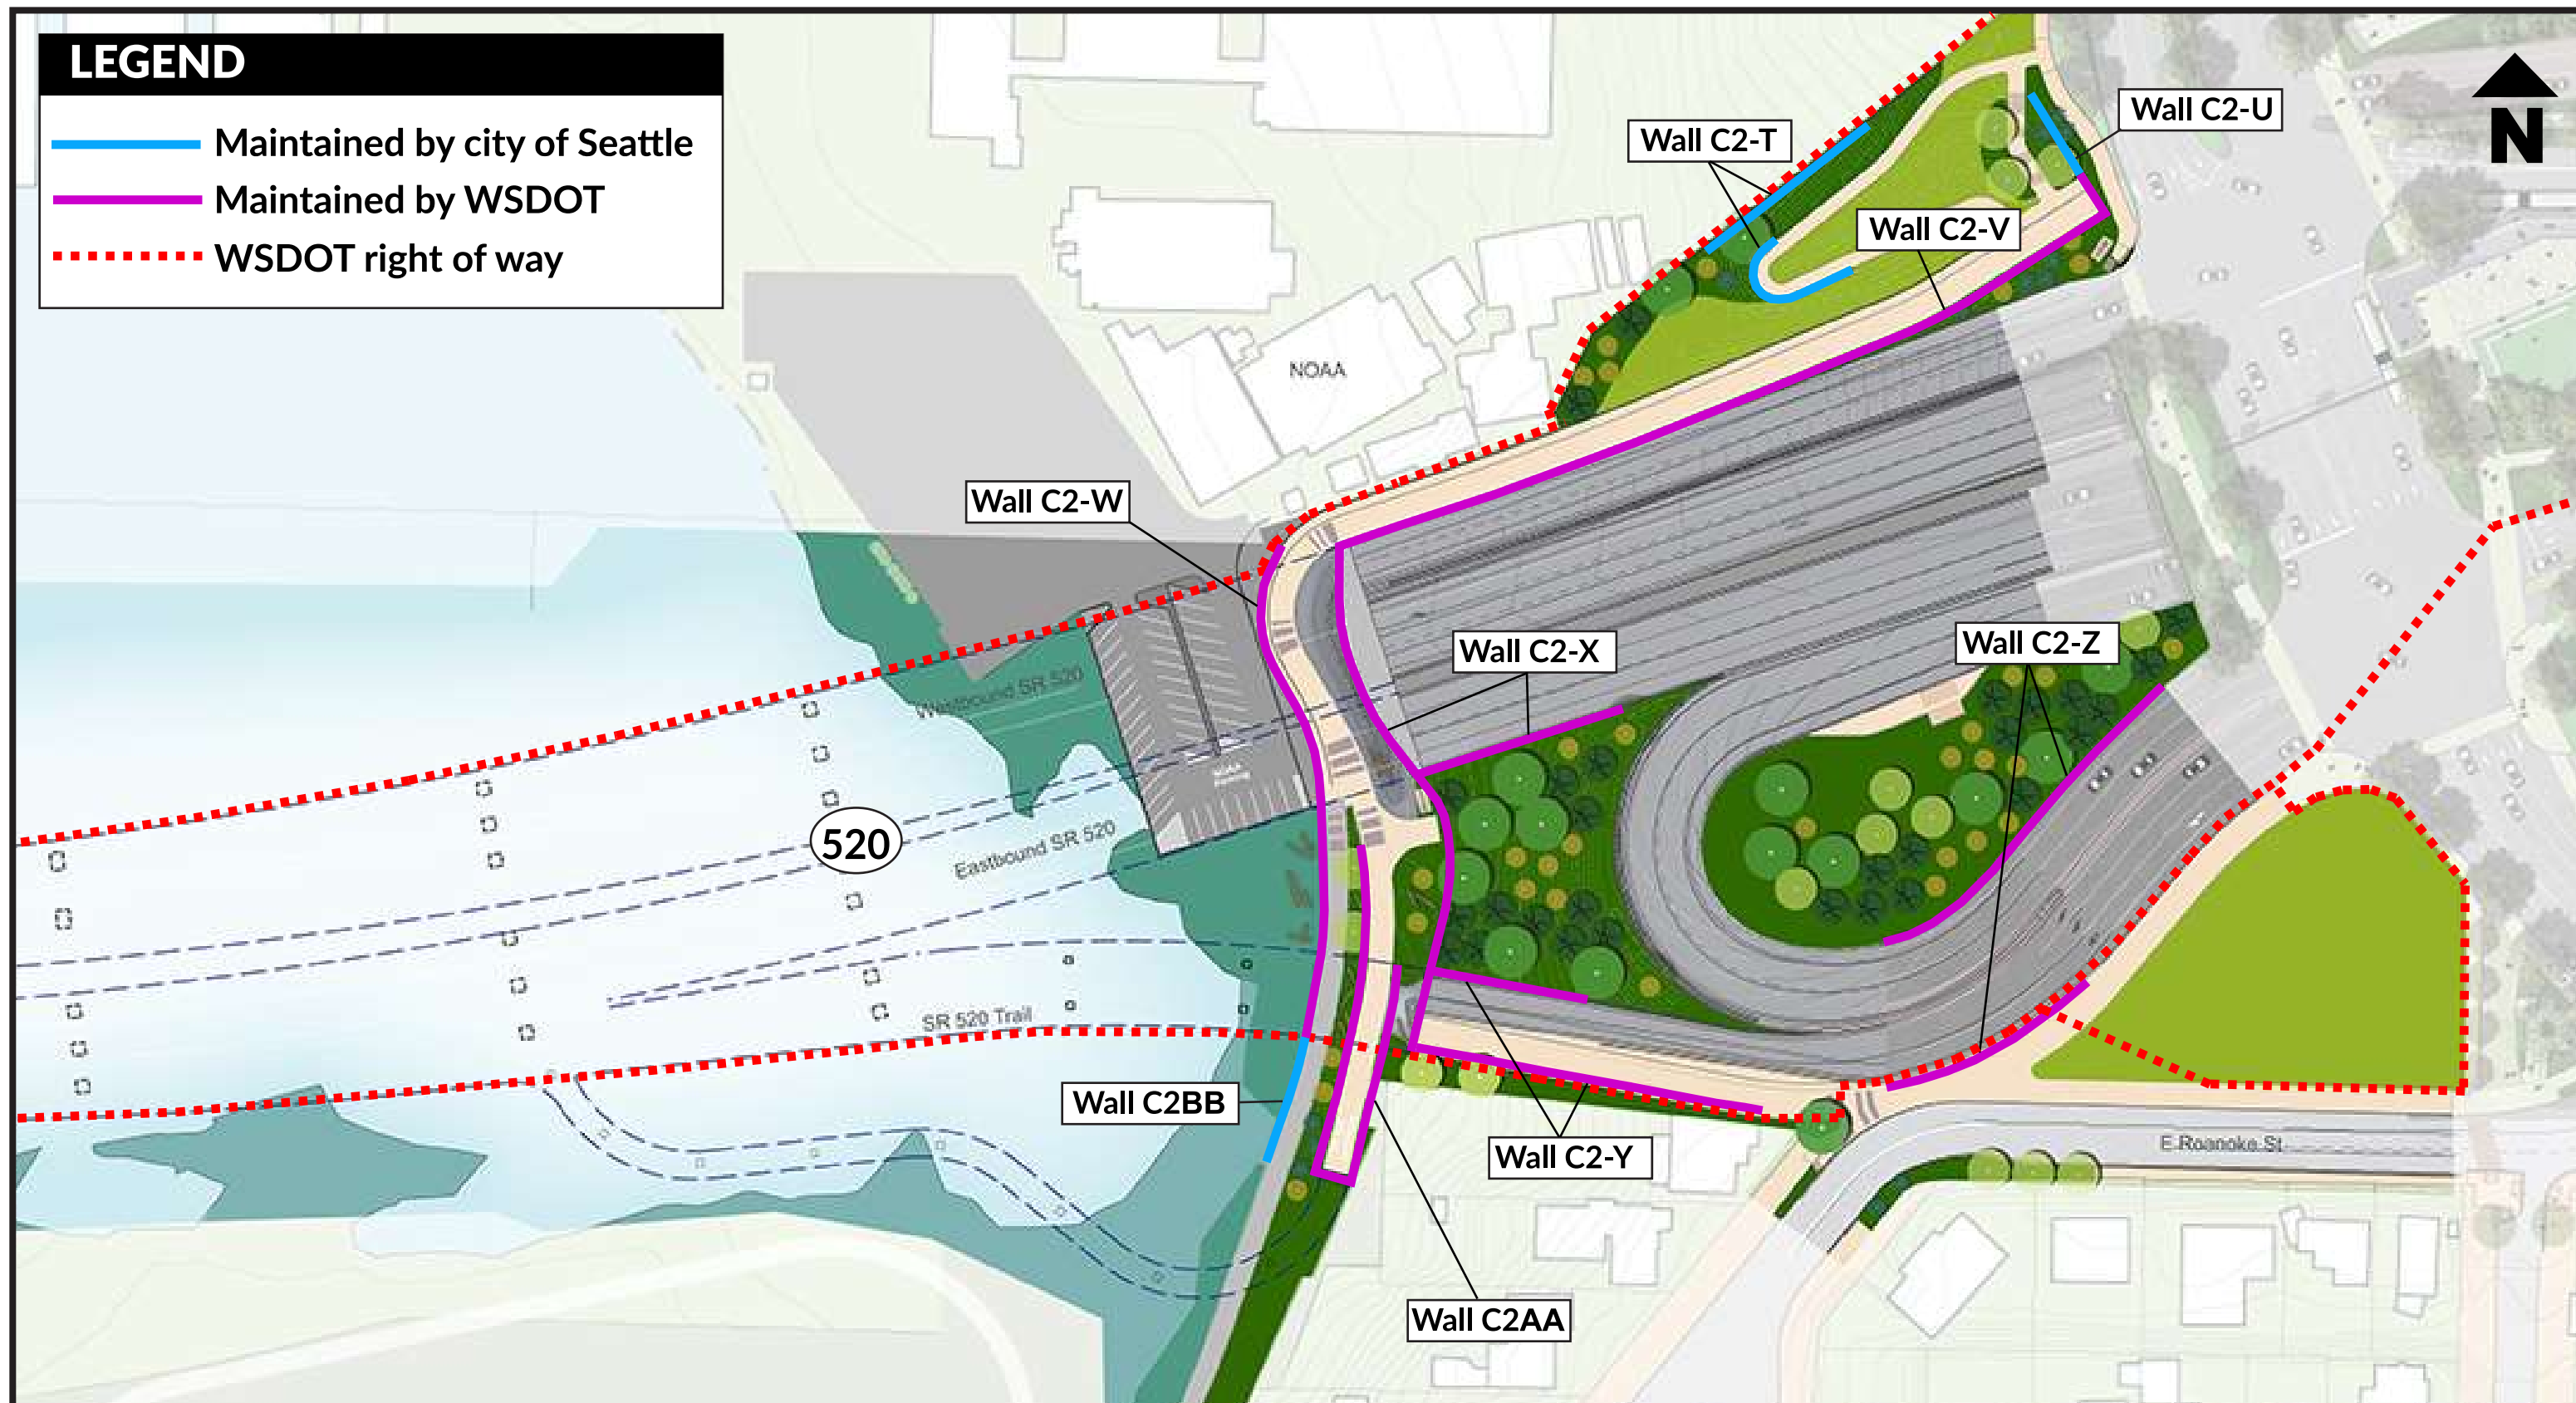 LEGEND
Maintained by city of Seattle
Maintained by WSDOT
WSDOT right of way
N
Wall C2-U
Wall C2-T
Wall C2-V
NOAA
Wall C2-W
Wall C2-X
Wall C2-Z
Westbound SR 520
520
Eastbound SR 520
SR 520 Trail
Wall C2BB
Wall C2-Y
E Roanoke St
Wall C2AA